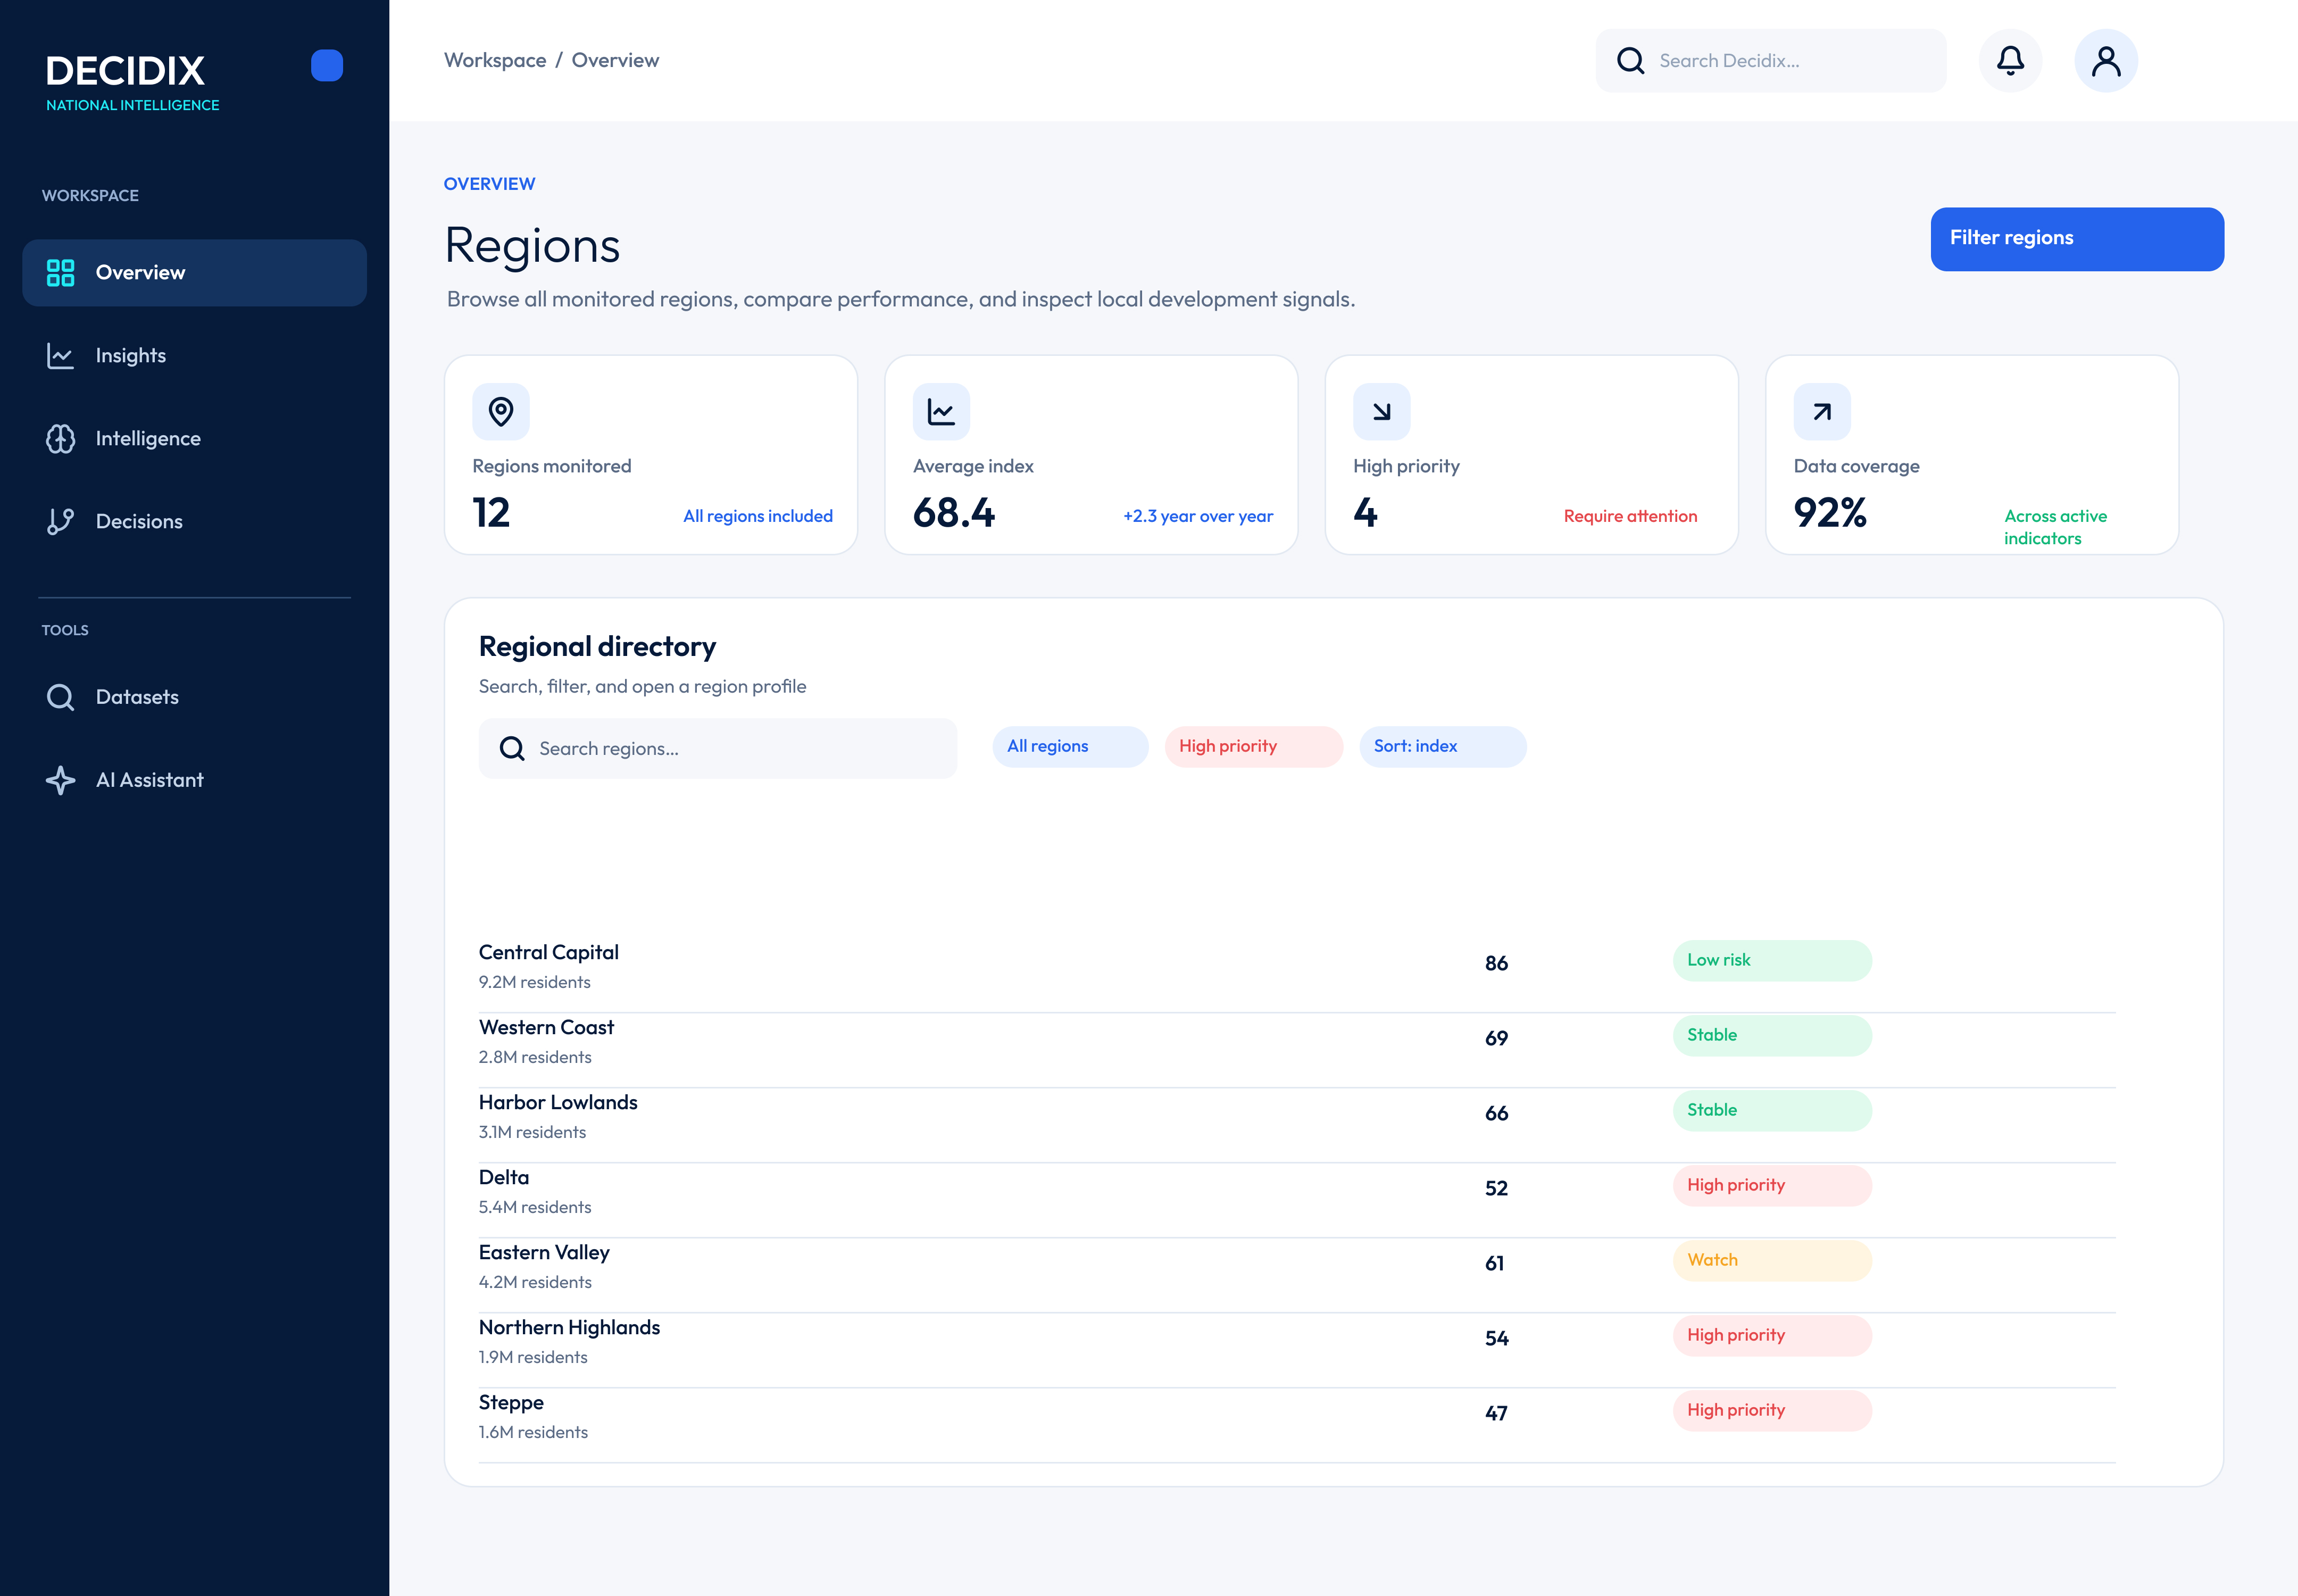 DECIDIX
NATIONAL INTELLIGENCE
WORKSPACE
Overview
Insights
Intelligence
Decisions
TOOLS
Datasets
AI Assistant
Workspace / Overview
Search Decidix...
OVERVIEW
Regions
Filter regions
Browse all monitored regions, compare performance, and inspect local development signals.
Regions monitored
12
All regions included
Average index
68.4
+2.3 year over year
High priority
4
Require attention
Data coverage
92%
Across active
indicators
Regional directory
Search, filter, and open a region profile
Search regions...
All regions
High priority
Sort: index
Central Capital
9.2M residents
86
Low risk
Western Coast
2.8M residents
69
Stable
Harbor Lowlands
3.1M residents
66
Stable
Delta
5.4M residents
52
High priority
Eastern Valley
4.2M residents
61
Watch
Northern Highlands
1.9M residents
54
High priority
Steppe
1.6M residents
47
High priority